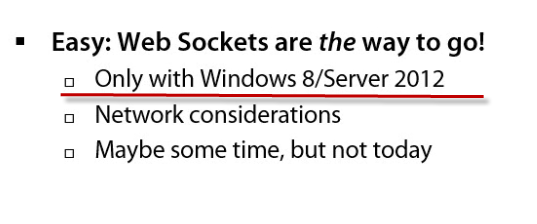 Easy: Web Sockets are the way to go!
Only with Windows 8/Server 2012
Network considerations
Maybe some time, but not today